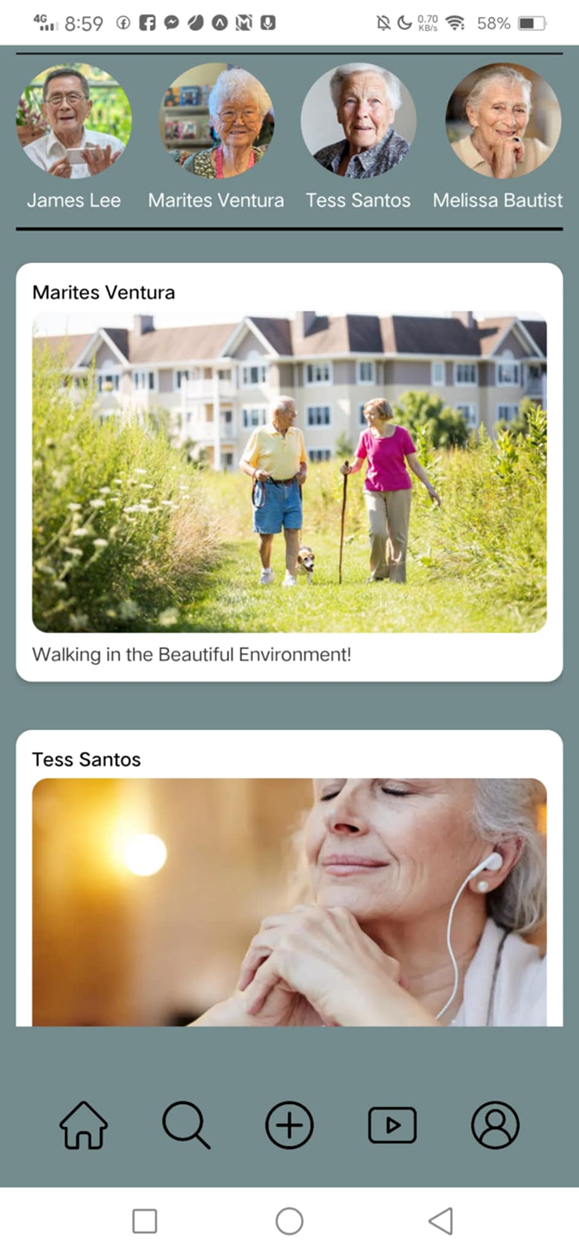 4G 8:59 0.70 KB/s 58%
James Lee Marites Ventura Tess Santos Melissa Bautist
Marites Ventura
Walking in the Beautiful Environment!
Tess Santos